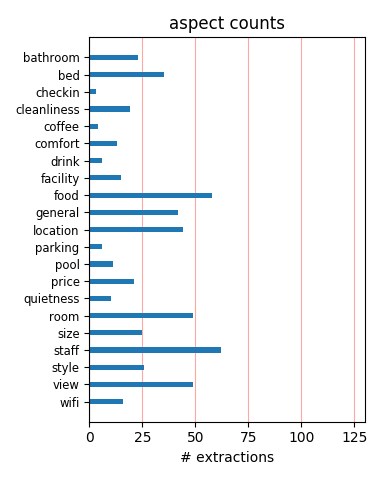 aspect counts
bathroom
bed
checkin
cleanliness
coffee
comfort
drink
facility
food
general
location
parking
pool
price
quietness
room
size
staff
style
view
wifi
0 25 50 75 100 125
# extractions